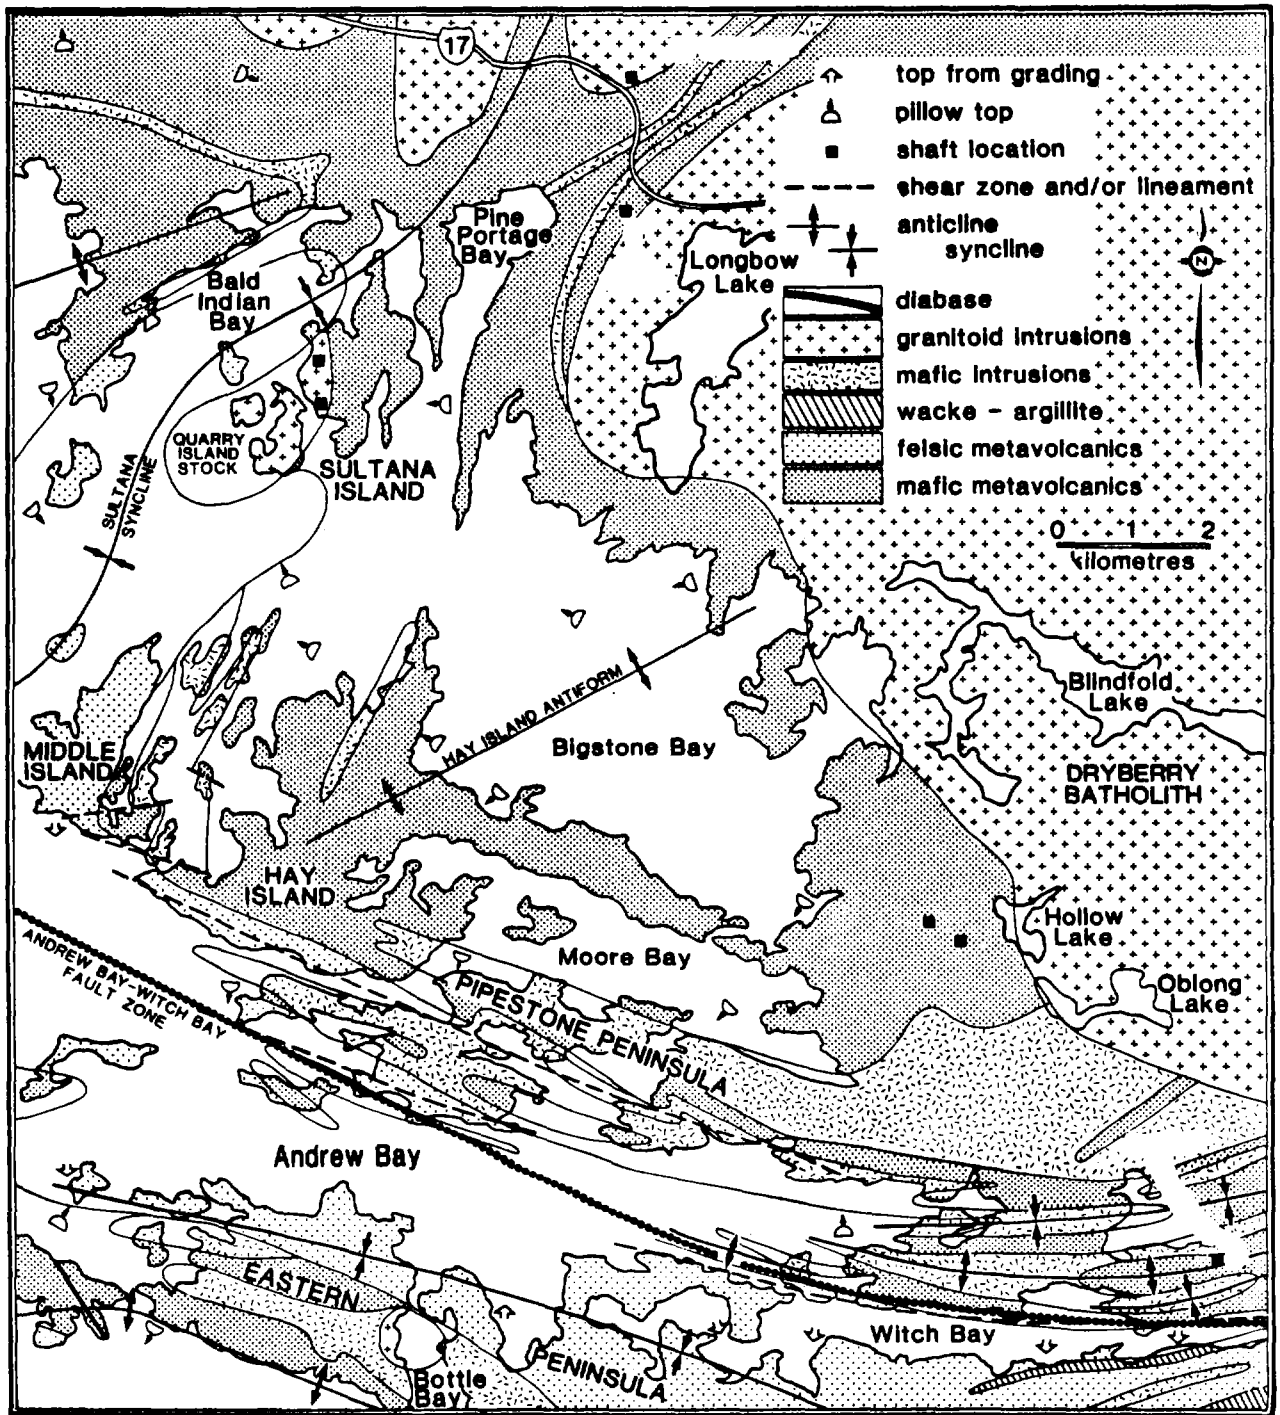 17
top from grading
pillow top
shaft location
shear zone and/or lineament
anticline
syncline
N
diabase
granitoid intrusions
mafic intrusions
wacke - argillite
felsic metavolcanics
mafic metavolcanics
0 1 2
kilometres
Pine
Portage
Bay
Longbow
Lake
Bald
Indian
Bay
QUARRY
ISLAND
STOCK
SULTANA
ISLAND
SULTANA
SYNCLINE
HAY ISLAND ANTIFORM
Bigstone Bay
Blindfold
Lake
MIDDLE
ISLAND
DRYBERRY
BATHOLITH
HAY
ISLAND
Hollow
Lake
Moore Bay
ANDREW BAY-WITCH BAY
FAULT ZONE
Oblong
Lake
PIPESTONE PENINSULA
Andrew Bay
EASTERN
PENINSULA
Witch Bay
Bottle
Bay